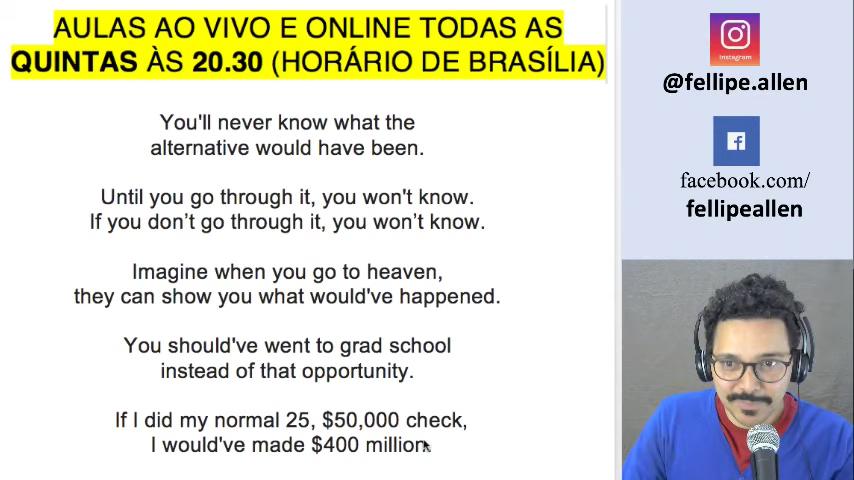 AULAS AO VIVO E ONLINE TODAS AS
QUINTAS ÀS 20.30 (HORÁRIO DE BRASÍLIA)
You'll never know what the
alternative would have been.
Until you go through it, you won't know.
If you don’t go through it, you won’t know.
Imagine when you go to heaven,
they can show you what would've happened.
You should've went to grad school
instead of that opportunity.
If I did my normal 25, $50,000 check,
I would've made $400 million.
Instagram
@fellipe.allen
facebook.com/
fellipeallen